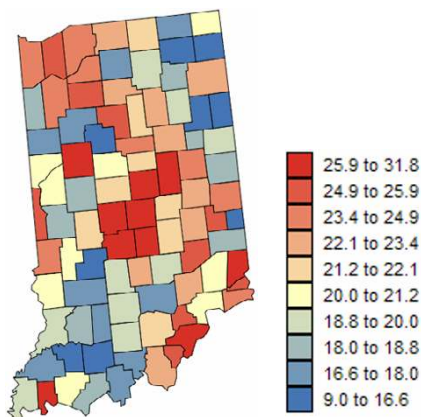 25.9 to 31.8
24.9 to 25.9
23.4 to 24.9
22.1 to 23.4
21.2 to 22.1
20.0 to 21.2
18.8 to 20.0
18.0 to 18.8
16.6 to 18.0
9.0 to 16.6